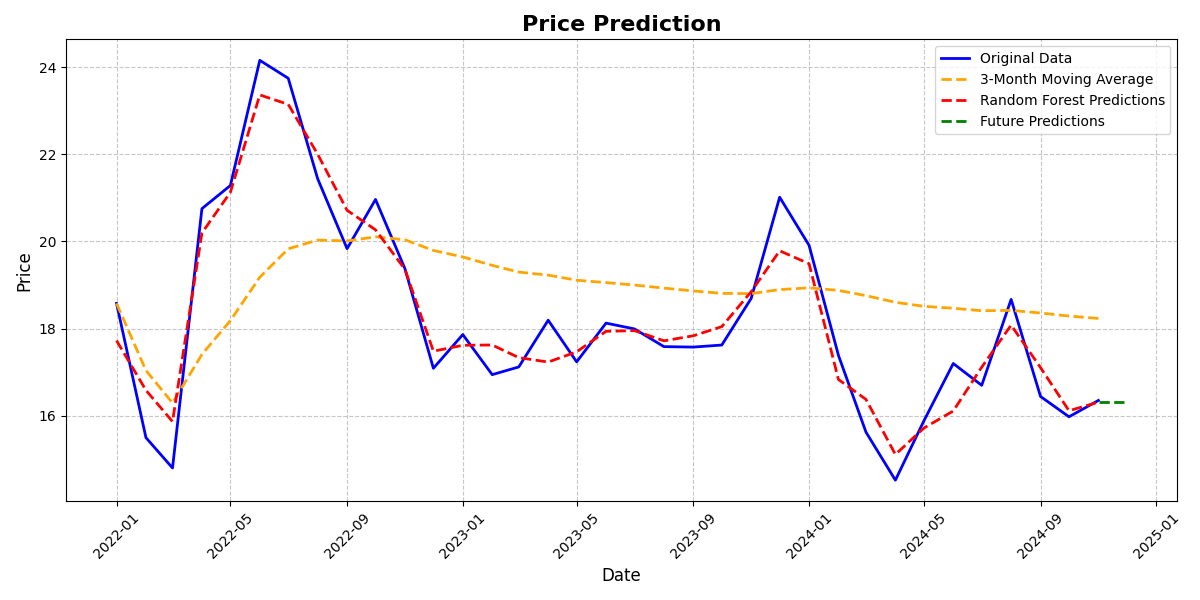 Price Prediction
Original Data
3-Month Moving Average
Random Forest Predictions
Future Predictions
Price
24
22
20
18
16
2022-01
2022-05
2022-09
2023-01
2023-05
2023-09
2024-01
2024-05
2024-09
2025-01
Date